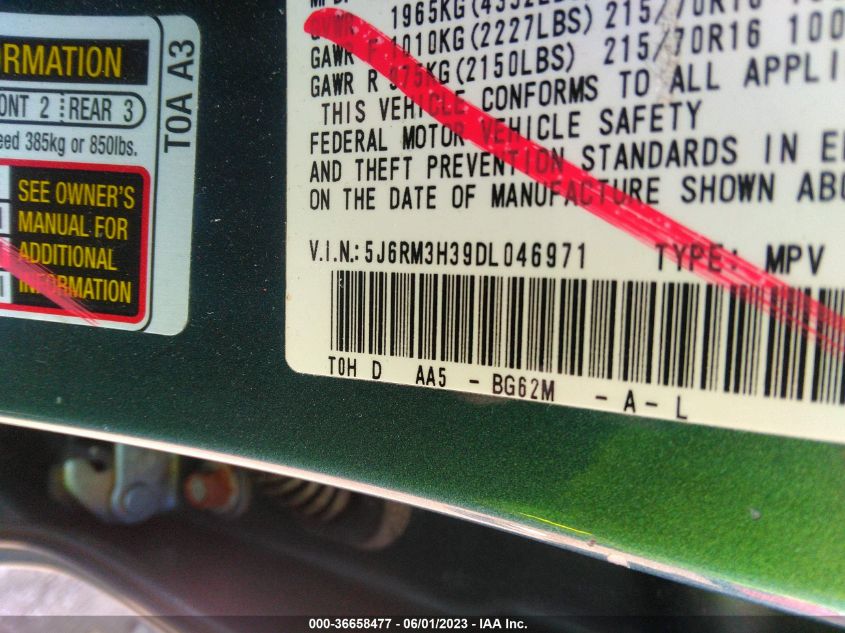 ORMATION
ONT 2 REAR 3
eed 385kg or 850lbs.
SEE OWNER'S
MANUAL FOR
ADDITIONAL
INFORMATION
TOA A3
1965KG
GAWR F 1010KG(2227LBS) 215/70R16 100
GAWR R 975KG(2150LBS) 215/70R16 100
THIS VEHICLE CONFORMS TO ALL APPLI
FEDERAL MOTOR VEHICLE SAFETY
AND THEFT PREVENTION STANDARDS IN E
ON THE DATE OF MANUFACTURE SHOWN ABO
V.I.N.: 5J6RM3H39DL046971 TYPE: MPV
T0H D AA5 - BG62M - A - L
000-36658477 - 06/01/2023 - IAA Inc.